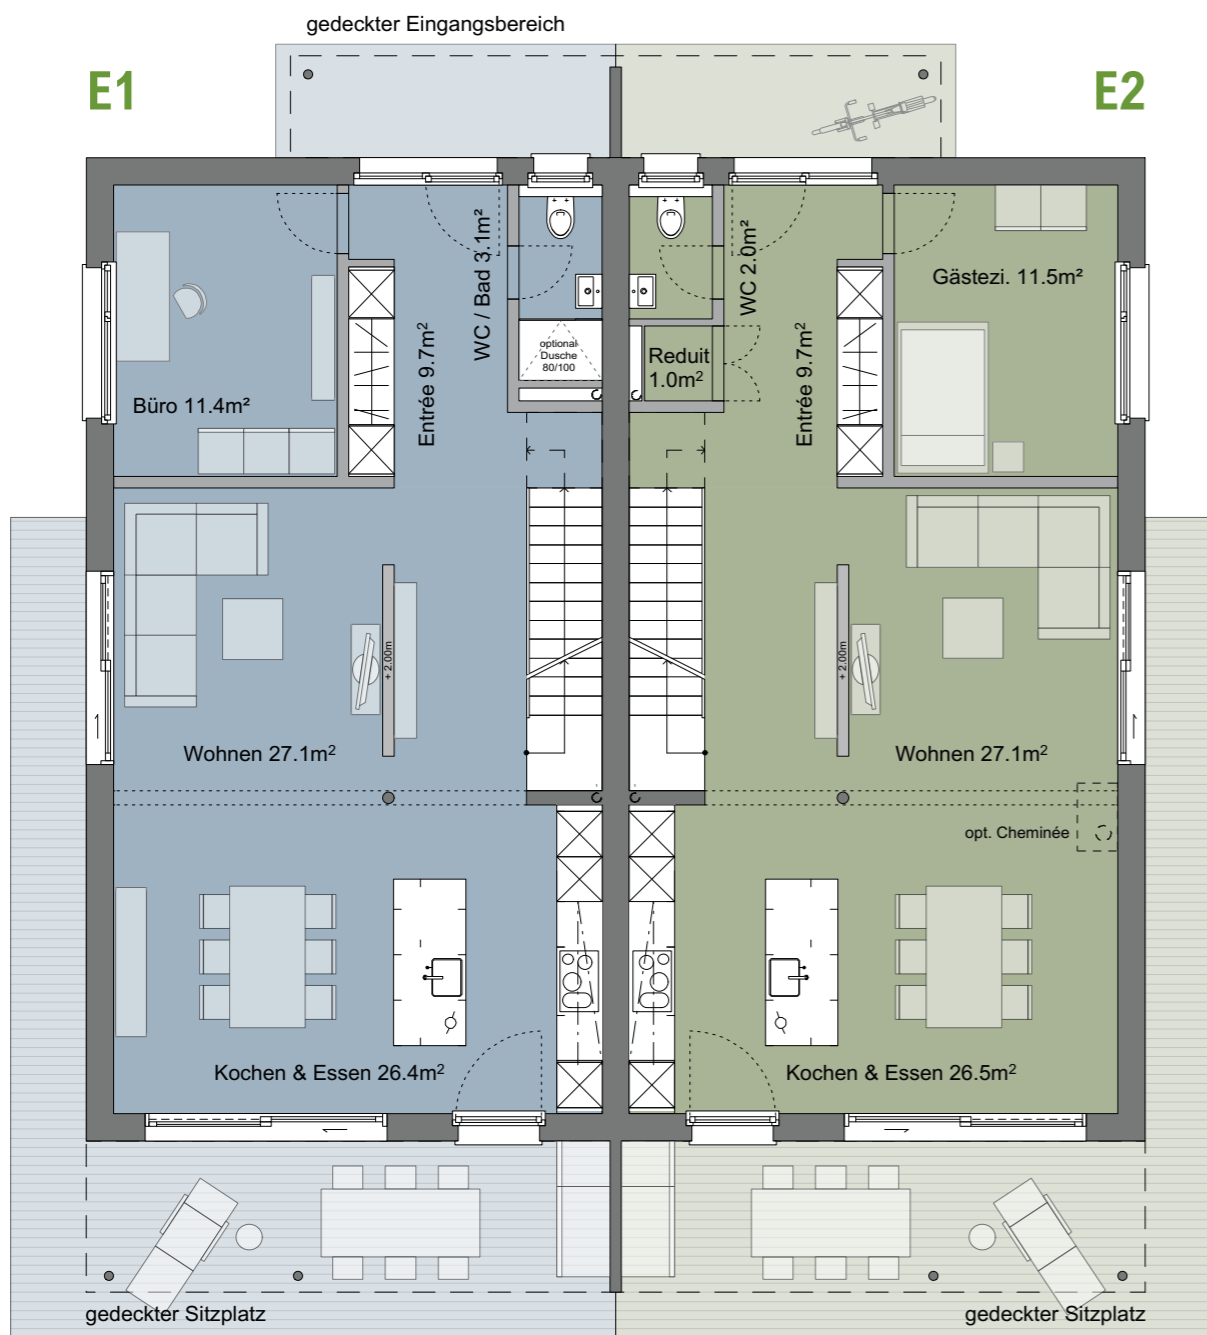 gedeckter Eingangsbereich
E1
E2
WC / Bad 3.1m²
WC 2.0m²
Gästezi. 11.5m²
optional
Dusche
80/100
Reduit
1.0m²
Büro 11.4m²
Entrée 9.7m²
Entrée 9.7m²
+ 2.00m
+ 2.00m
Wohnen 27.1m²
Wohnen 27.1m²
opt. Cheminée
Kochen & Essen 26.4m²
Kochen & Essen 26.5m²
gedeckter Sitzplatz
gedeckter Sitzplatz